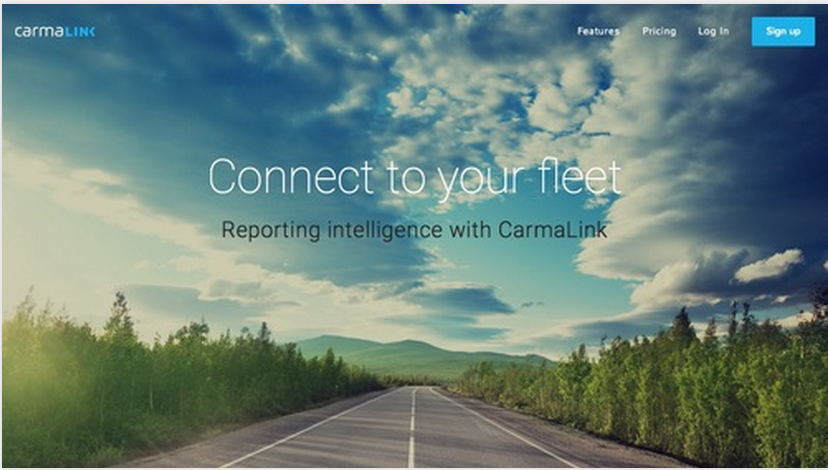 carmaLINK
Features Pricing Log In Sign up
Connect to your fleet
Reporting intelligence with CarmaLink